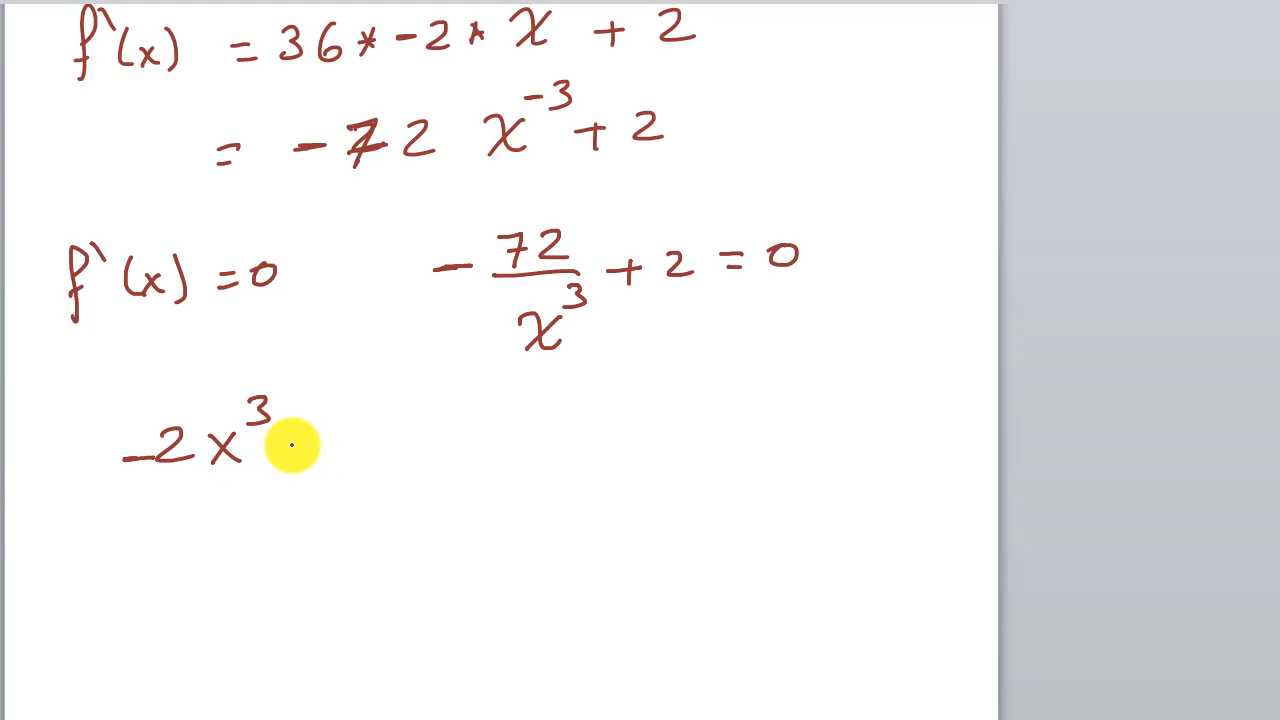 f'(x) = 36 * -2 * x + 2
= -72 x^-3 + 2
f'(x) = 0 -72/x^3 + 2 = 0
-2x^3